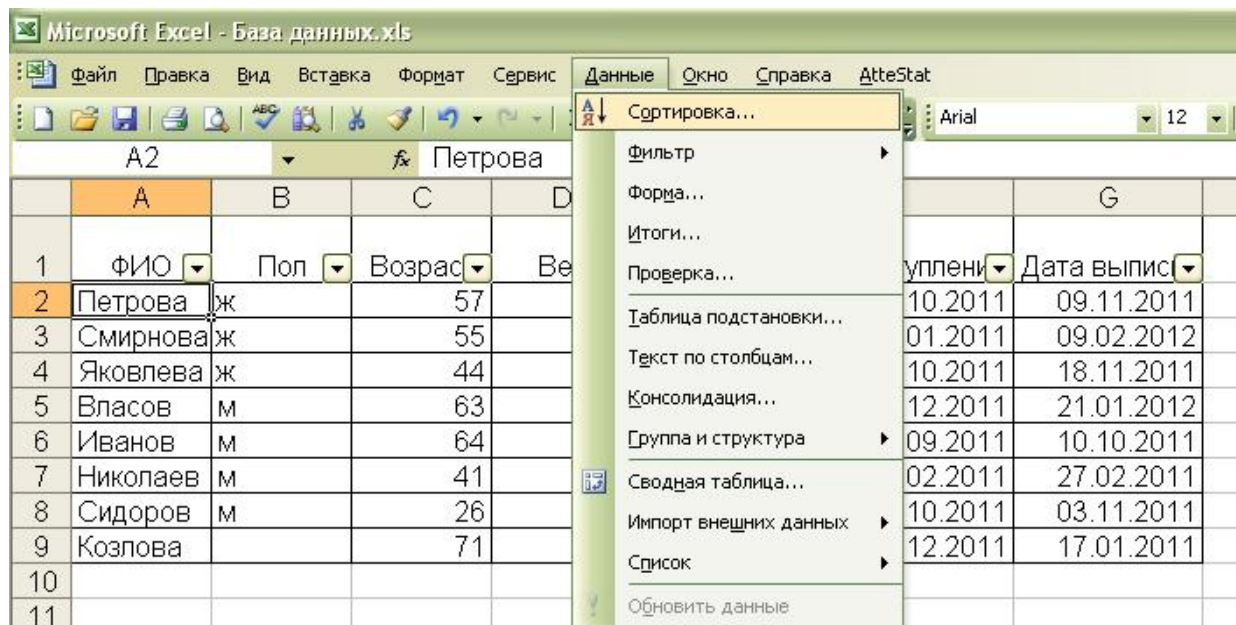 Microsoft Excel - База данных.xls
Файл Правка Вид Вставка Формат Сервис Данные Окно Справка AtteStat
ABC Arial 12
A2 fx Петрова
Сортировка...
Фильтр
Форма...
Итоги...
Проверка...
Таблица подстановки...
Текст по столбцам...
Консолидация...
Группа и структура
Сводная таблица...
Импорт внешних данных
Список
Обновить данные
A B C D G
1 ФИО Пол Возрас Ве уплени Дата выпис
2 Петрова ж 57 10.2011 09.11.2011
3 Смирнова ж 55 01.2011 09.02.2012
4 Яковлева ж 44 10.2011 18.11.2011
5 Власов м 63 12.2011 21.01.2012
6 Иванов м 64 09.2011 10.10.2011
7 Николаев м 41 02.2011 27.02.2011
8 Сидоров м 26 10.2011 03.11.2011
9 Козлова 71 12.2011 17.01.2011
10
11